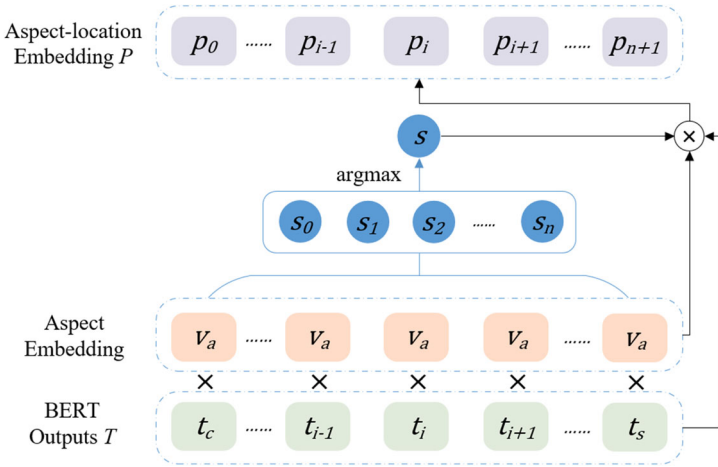 Aspect-location
Embedding P
p0 ...... pi-1 pi pi+1 ...... pn+1
s
×
argmax
s0 s1 s2 ...... sn
Aspect
Embedding
va ...... va va va ...... va
× × × × ×
BERT
Outputs T
tc ...... ti-1 ti ti+1 ...... ts